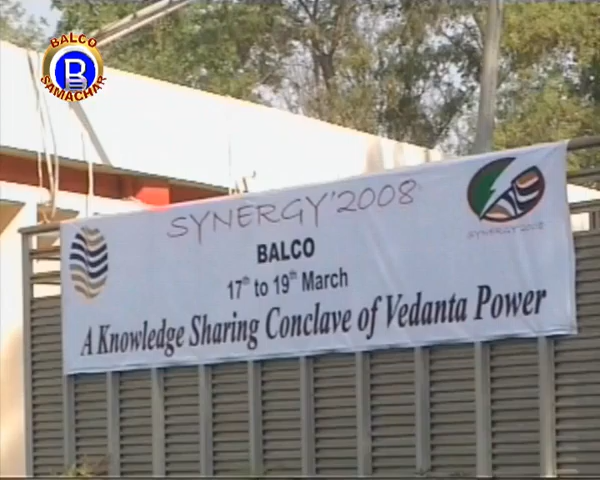 BALCO
B
SAMACHAR
SYNERGY'2008
BALCO
17th to 19th March
A Knowledge Sharing Conclave of Vedanta Power
SYNERGY'2008